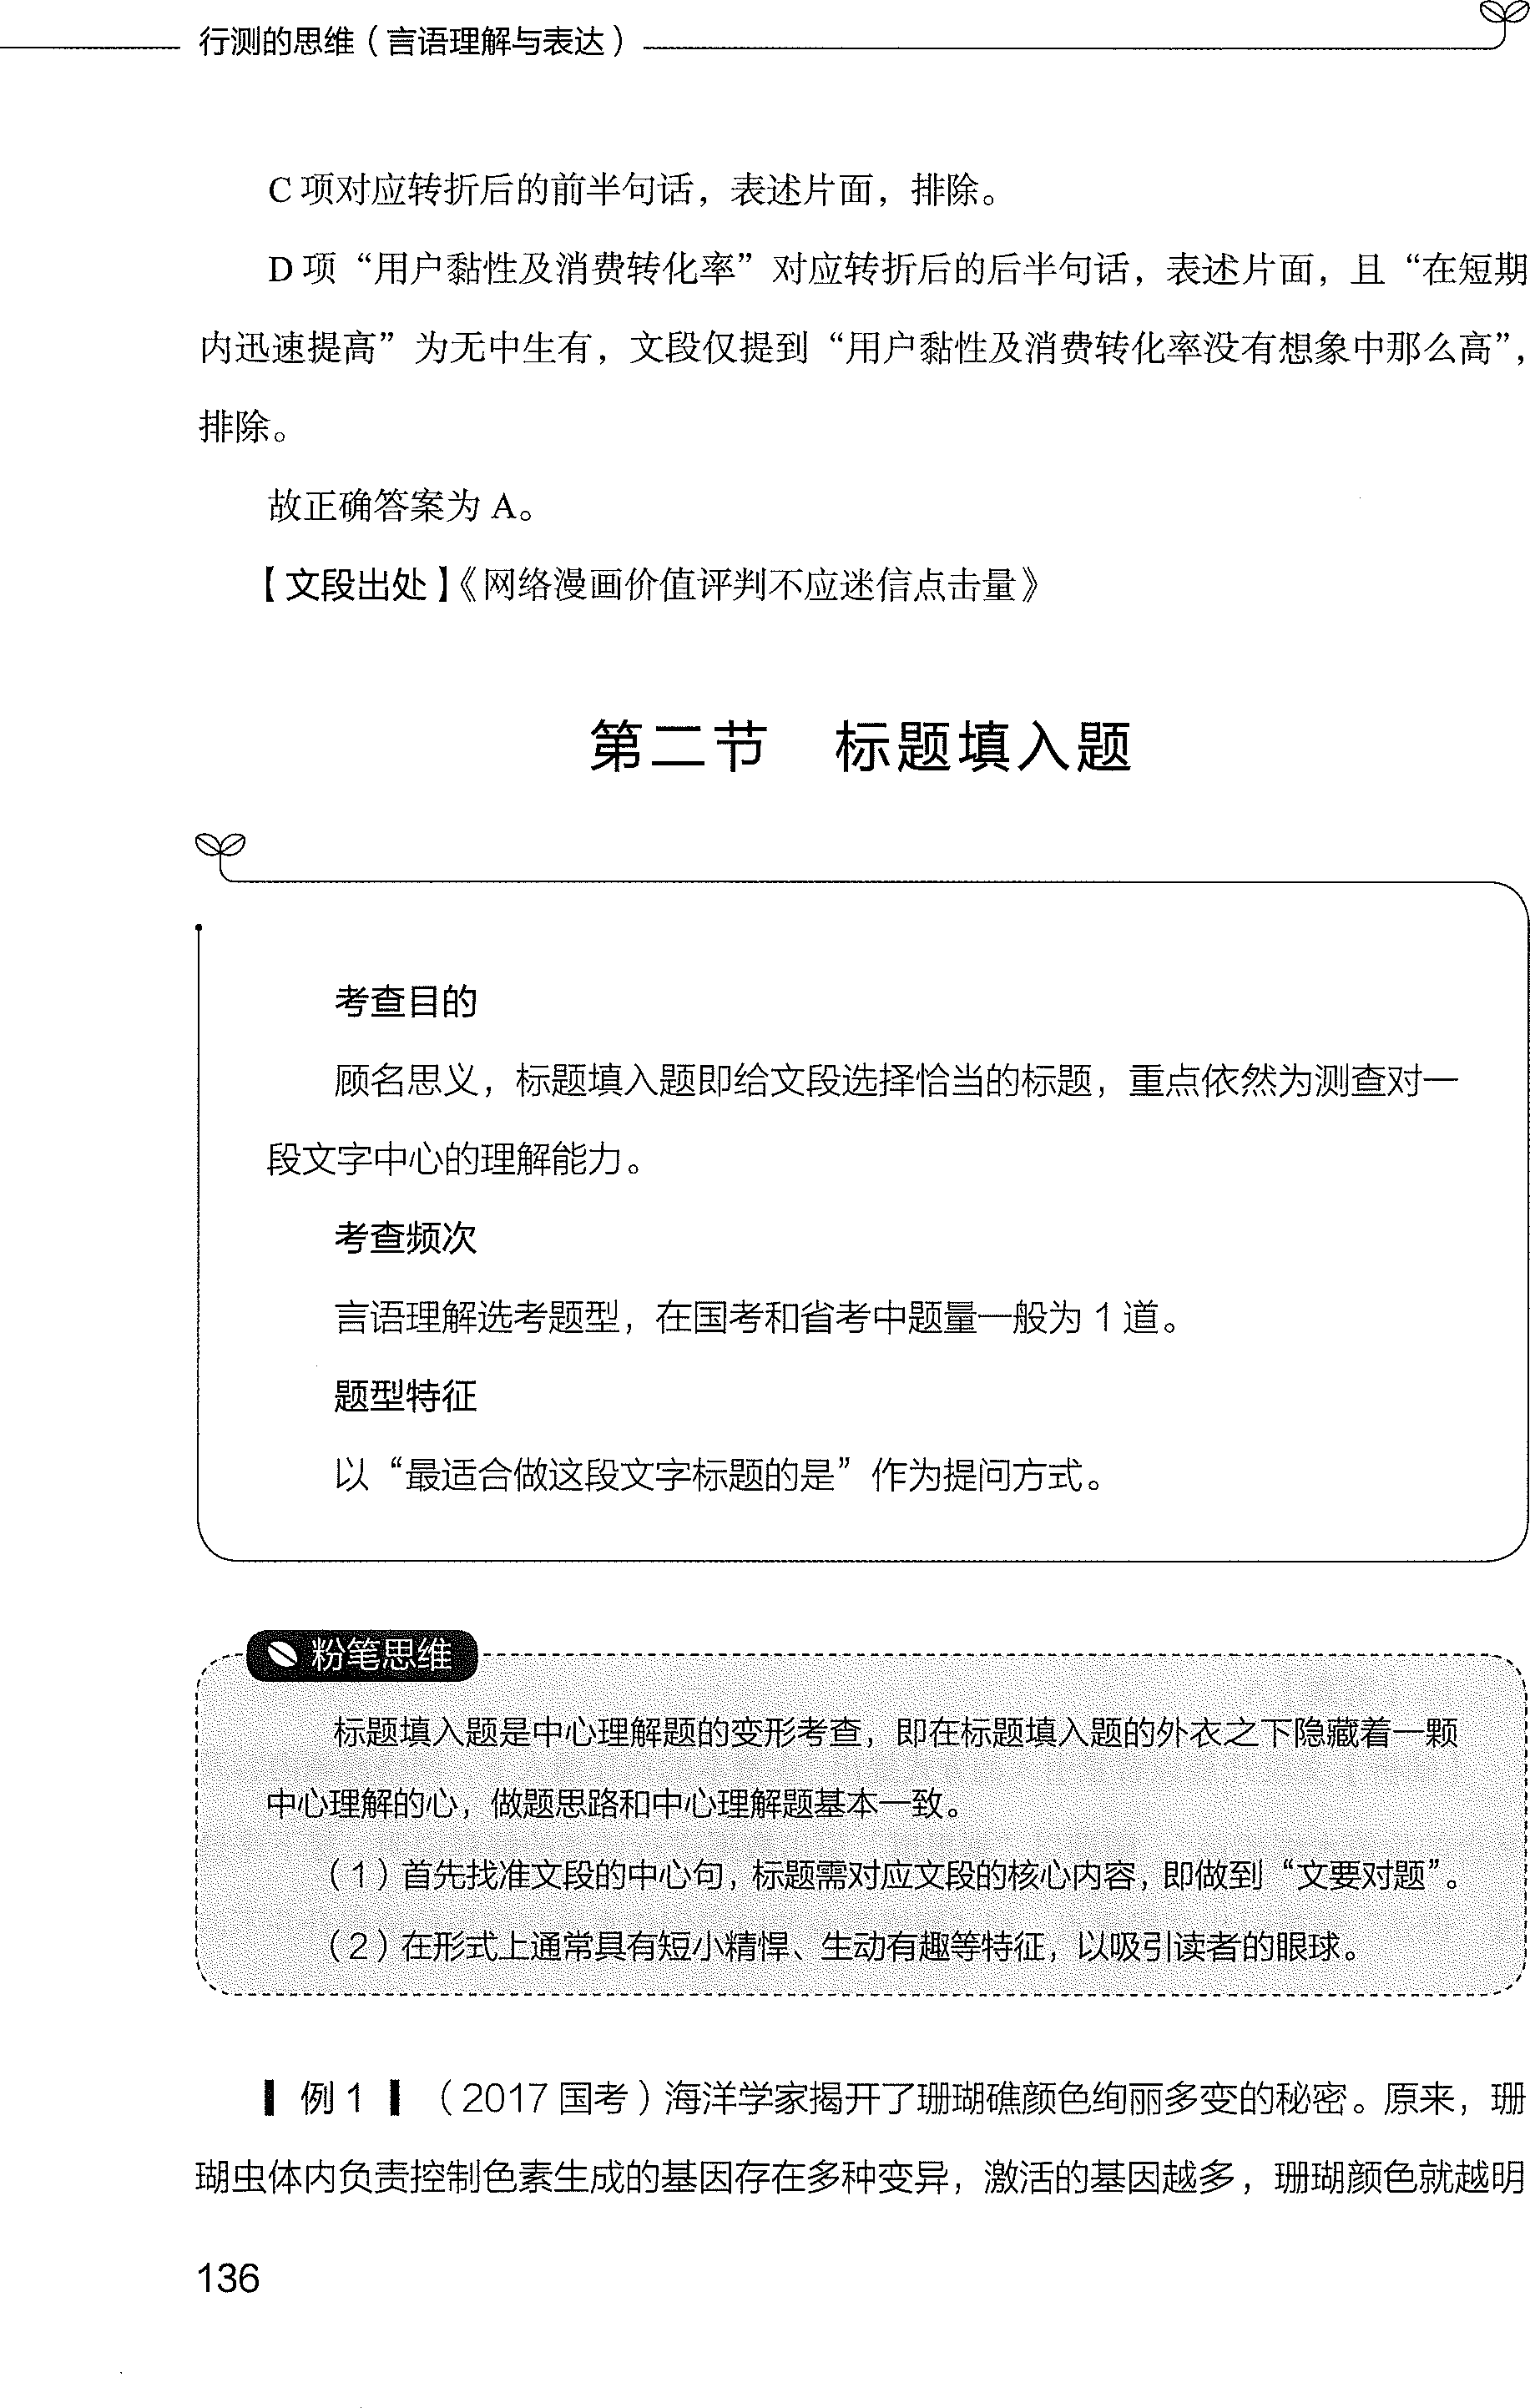 行测的思维（言语理解与表达）
C 项对应转折后的前半句话，表述片面，排除。
D 项“用户黏性及消费转化率”对应转折后的后半句话，表述片面，且“在短期
内迅速提高”为无中生有，文段仅提到“用户黏性及消费转化率没有想象中那么高”，
排除。
故正确答案为 A。
【文段出处】《网络漫画价值评判不应迷信点击量》
第二节　标题填入题
考查目的
顾名思义，标题填入题即给文段选择恰当的标题，重点依然为测查对一
段文字中心的理解能力。
考查频次
言语理解选考题型，在国考和省考中题量一般为 1 道。
题型特征
以“最适合做这段文字标题的是”作为提问方式。
粉笔思维
标题填入题是中心理解题的变形考查，即在标题填入题的外衣之下隐藏着一颗
中心理解的心，做题思路和中心理解题基本一致。
（1）首先找准文段的中心句，标题需对应文段的核心内容，即做到“文要对题”。
（2）在形式上通常具有短小精悍、生动有趣等特征，以吸引读者的眼球。
例 1 （2017 国考）海洋学家揭开了珊瑚礁颜色绚丽多变的秘密。原来，珊
瑚虫体内负责控制色素生成的基因存在多种变异，激活的基因越多，珊瑚颜色就越明
136